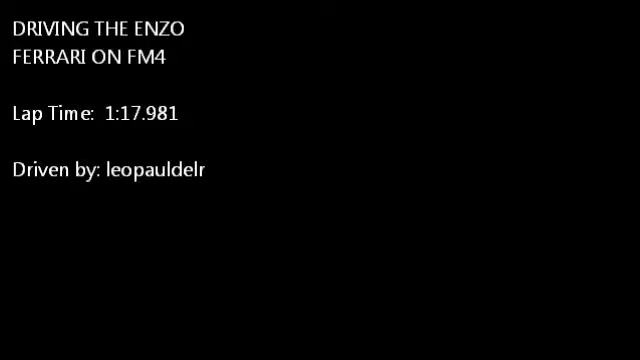 DRIVING THE ENZO
FERRARI ON FM4
Lap Time:  1:17.981
Driven by: leopauldelr